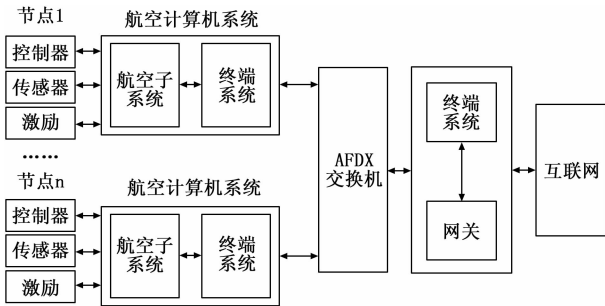 节点1
航空计算机系统
控制器
传感器
激励
航空子
系统
终端
系统
……
节点n
航空计算机系统
控制器
传感器
激励
航空子
系统
终端
系统
AFDX
交换机
终端
系统
网关
互联网